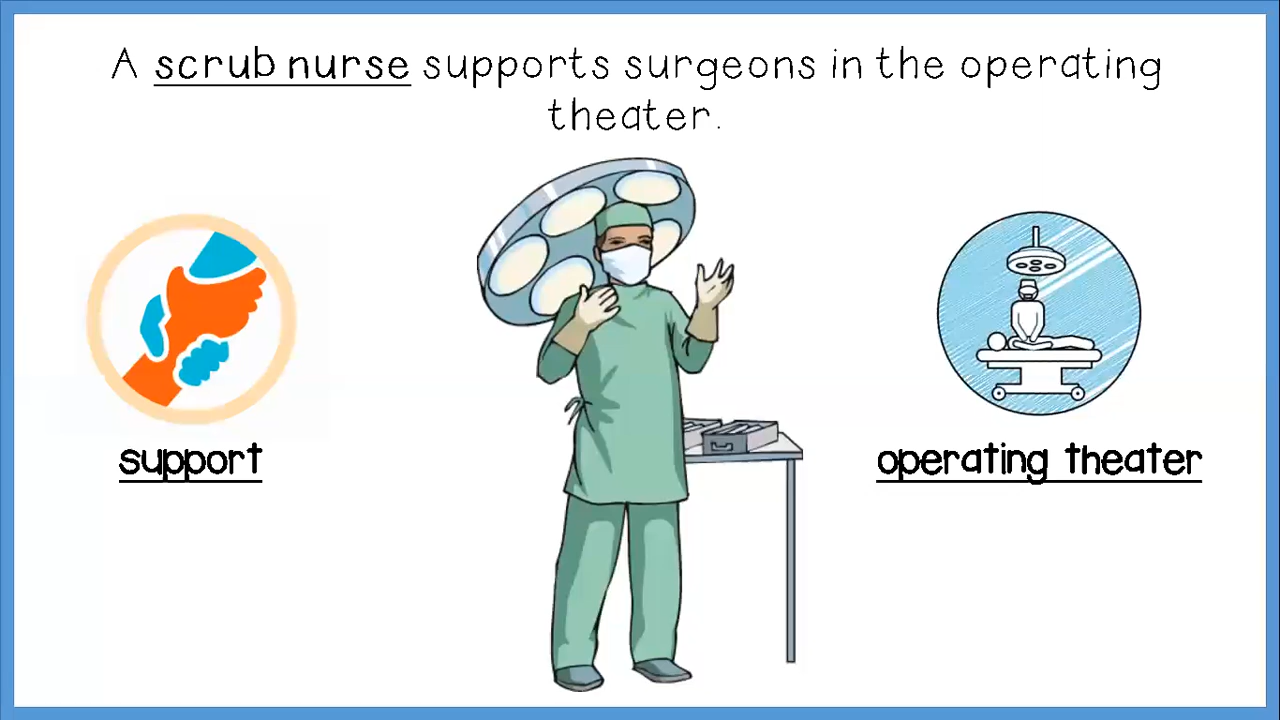 A scrub nurse supports surgeons in the operating
theater.
support
operating theater